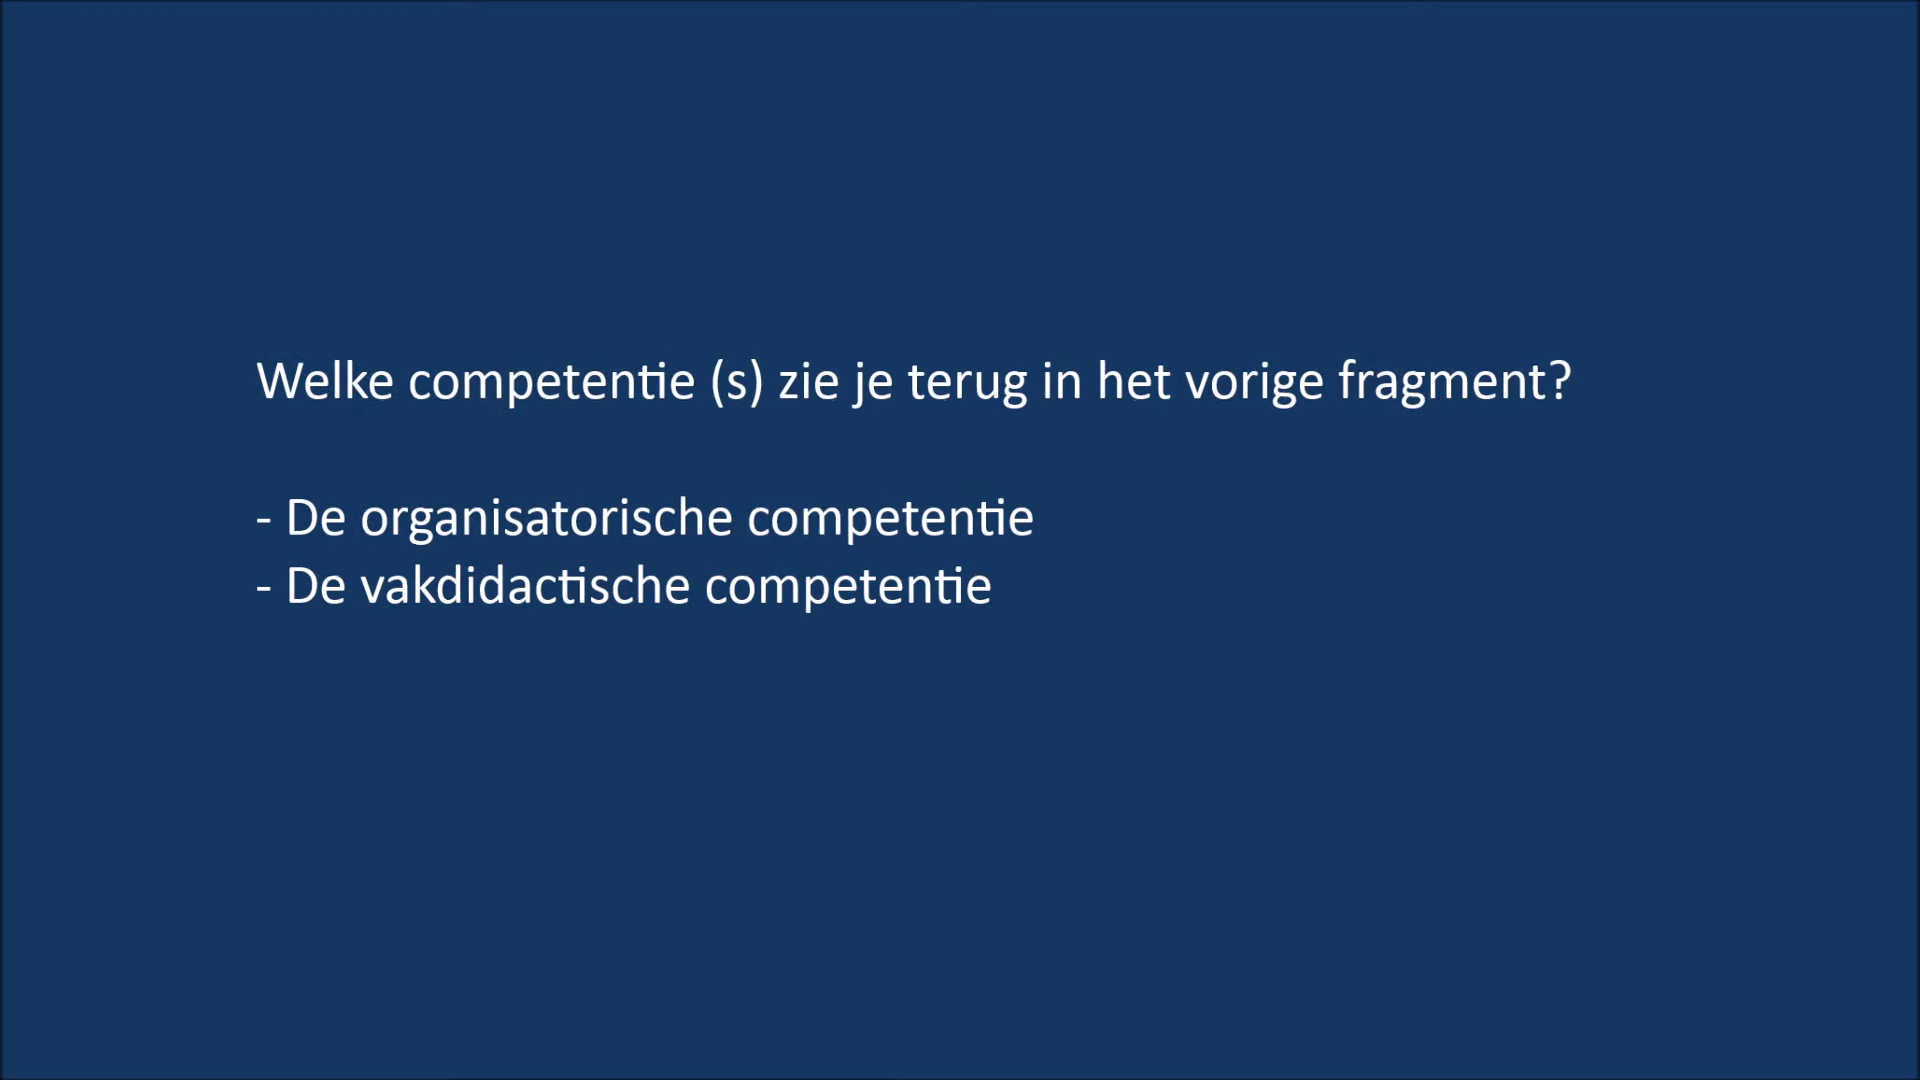 Welke competentie (s) zie je terug in het vorige fragment?
- De organisatorische competentie
- De vakdidactische competentie